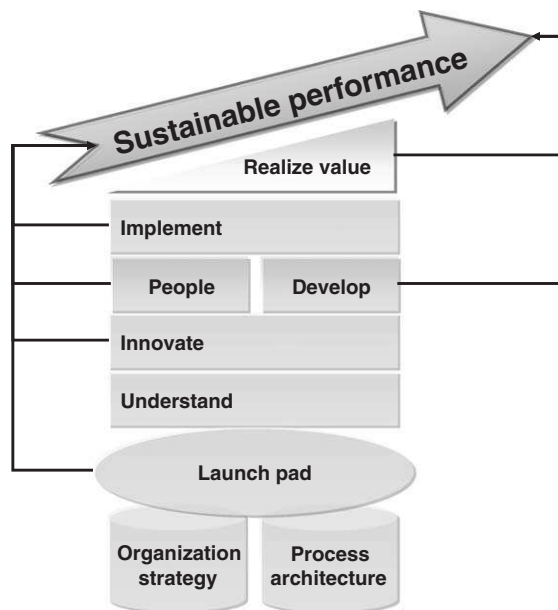 Sustainable performance
Realize value
Implement
People
Develop
Innovate
Understand
Launch pad
Organization
strategy
Process
architecture